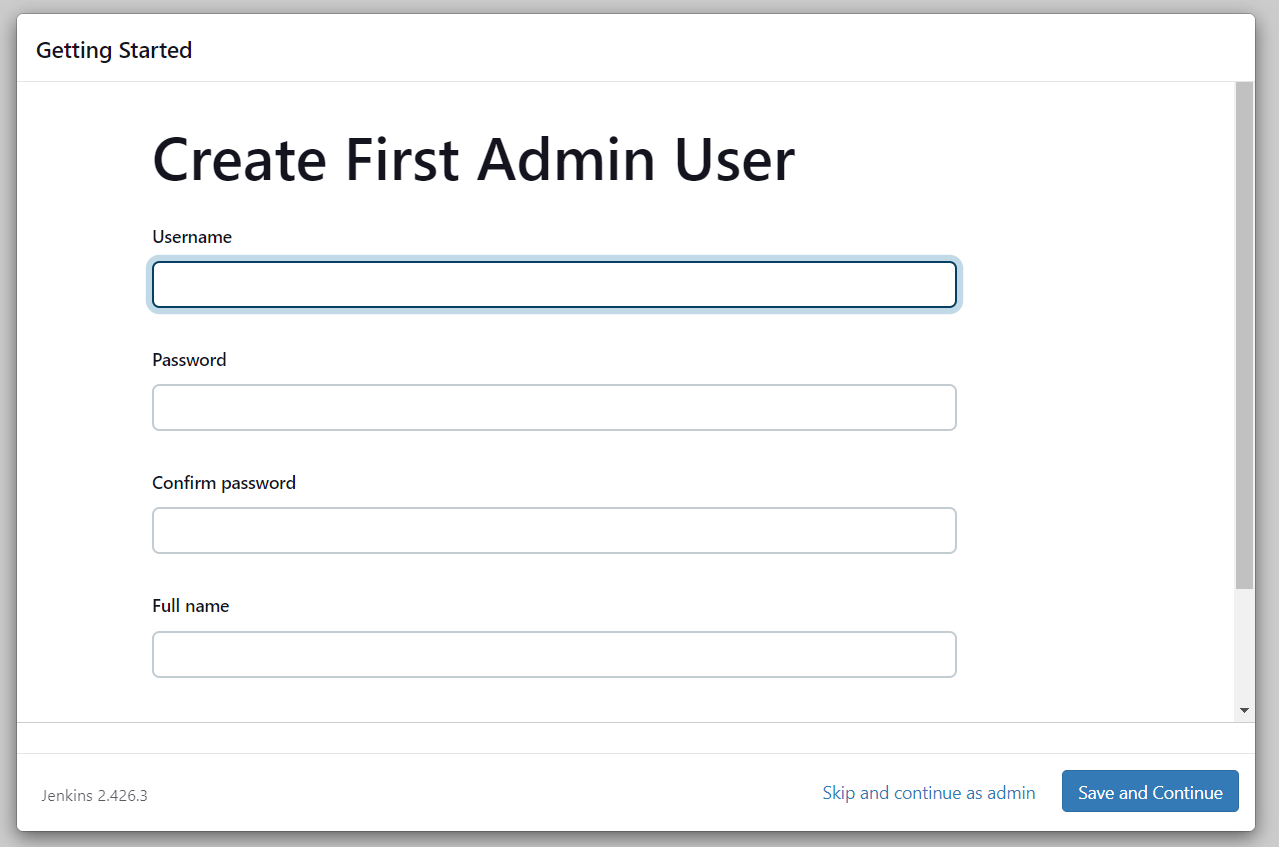 Getting Started
Create First Admin User
Username
Password
Confirm password
Full name
Jenkins 2.426.3
Skip and continue as admin
Save and Continue